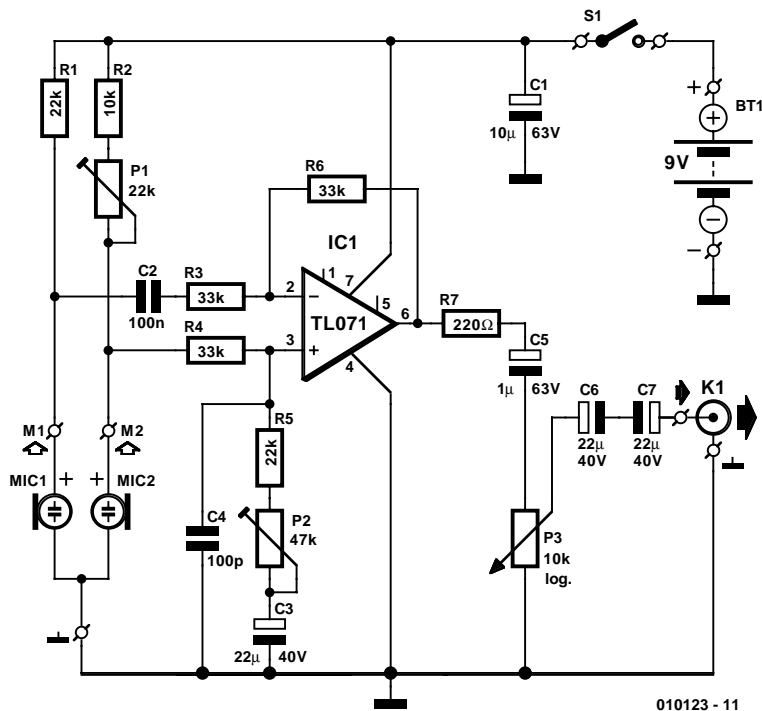 S1
R1
22k
R2
10k
C1
10µ 63V
+
BT1
+
9V
−
−
P1
22k
R6
33k
IC1
C2
100n
R3
33k
2
−
1
7
5
TL071
6
R7
220Ω
R4
33k
3
+
4
C5
1µ 63V
C6
22µ
40V
C7
22µ
40V
K1
M1
M2
MIC1
+
+
MIC2
R5
22k
C4
100p
P2
47k
P3
10k
log.
C3
22µ 40V
010123 - 11